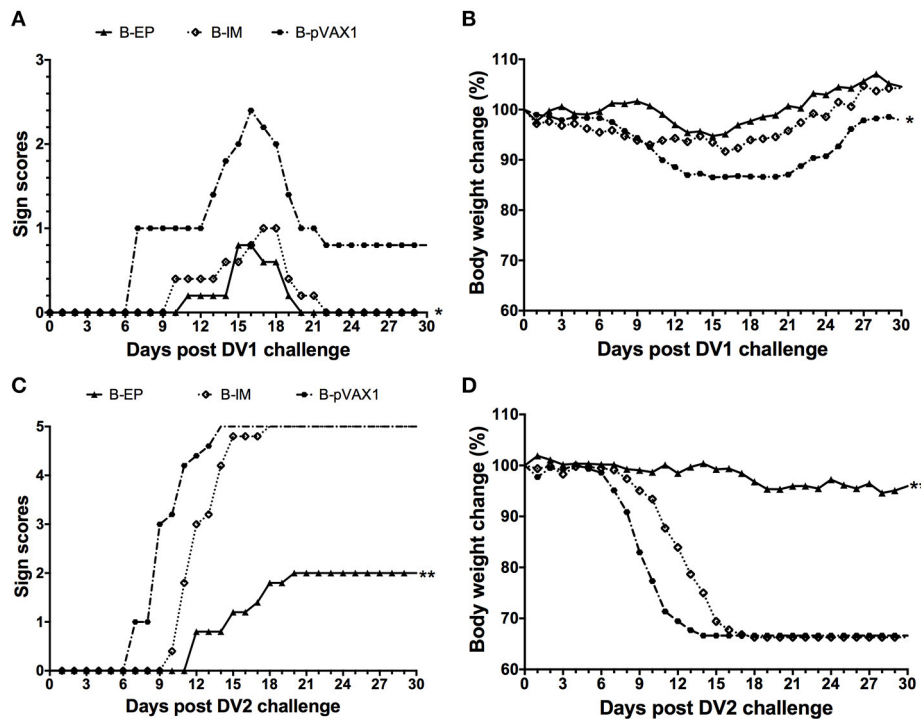 A
B-EP B-IM B-pVAX1
3
2
1
0
Sign scores
0 3 6 9 12 15 18 21 24 27 30
*
Days post DV1 challenge
B
110
100
90
80
70
60
Body weight change (%)
*
0 3 6 9 12 15 18 21 24 27 30
Days post DV1 challenge
C
B-EP B-IM B-pVAX1
5
4
3
2
1
0
Sign scores
**
0 3 6 9 12 15 18 21 24 27 30
Days post DV2 challenge
D
110
100
90
80
70
60
Body weight change (%)
**
0 3 6 9 12 15 18 21 24 27 30
Days post DV2 challenge